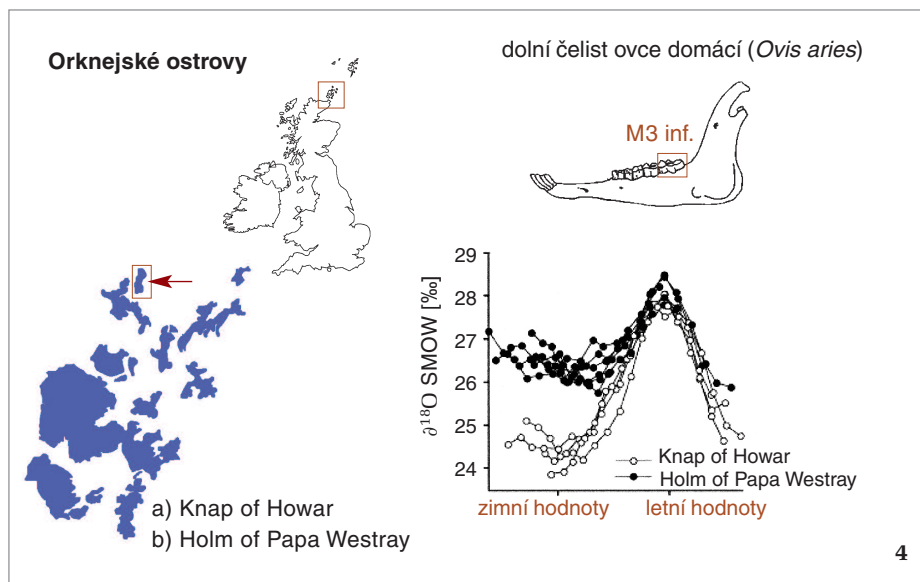 Orknejské ostrovy
dolní čelist ovce domácí (Ovis aries)
M3 inf.
a) Knap of Howar
b) Holm of Papa Westray
∂¹⁸O SMOW [‰]
29
28
27
26
25
24
Knap of Howar
Holm of Papa Westray
zimní hodnoty
letní hodnoty
4